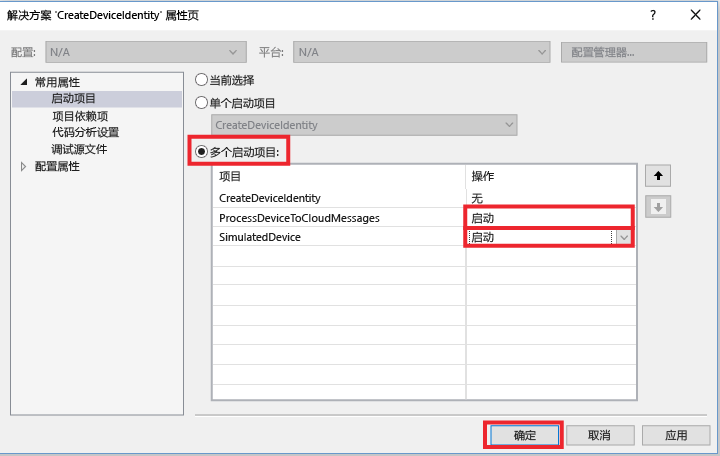 解决方案 'CreateDeviceIdentity' 属性页
?
配置: N/A 平台: N/A 配置管理器...
常用属性
启动项目
项目依赖项
代码分析设置
调试源文件
配置属性
当前选择
单个启动项目
CreateDeviceIdentity
多个启动项目:
项目 操作
CreateDeviceIdentity 无
ProcessDeviceToCloudMessages 启动
SimulatedDevice 启动
确定 取消 应用